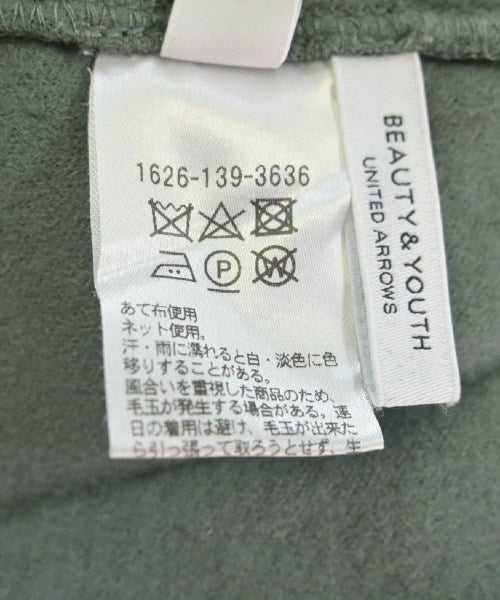 1626-139-3636
P
W
あて布使用
ネット使用。
汗・雨に濡れると白・淡色に色
移りすることがある。
風合いを重視した商品のため、
毛玉が発生する場合がある。連
日の着用は避け、毛玉が出来た
ら引っ張って取ろうとせず、生
BEAUTY & YOUTH
UNITED ARROWS